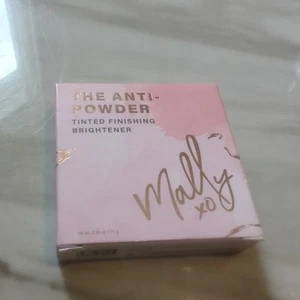 THE ANTI-
POWDER
TINTED FINISHING
BRIGHTENER
Mally
xo